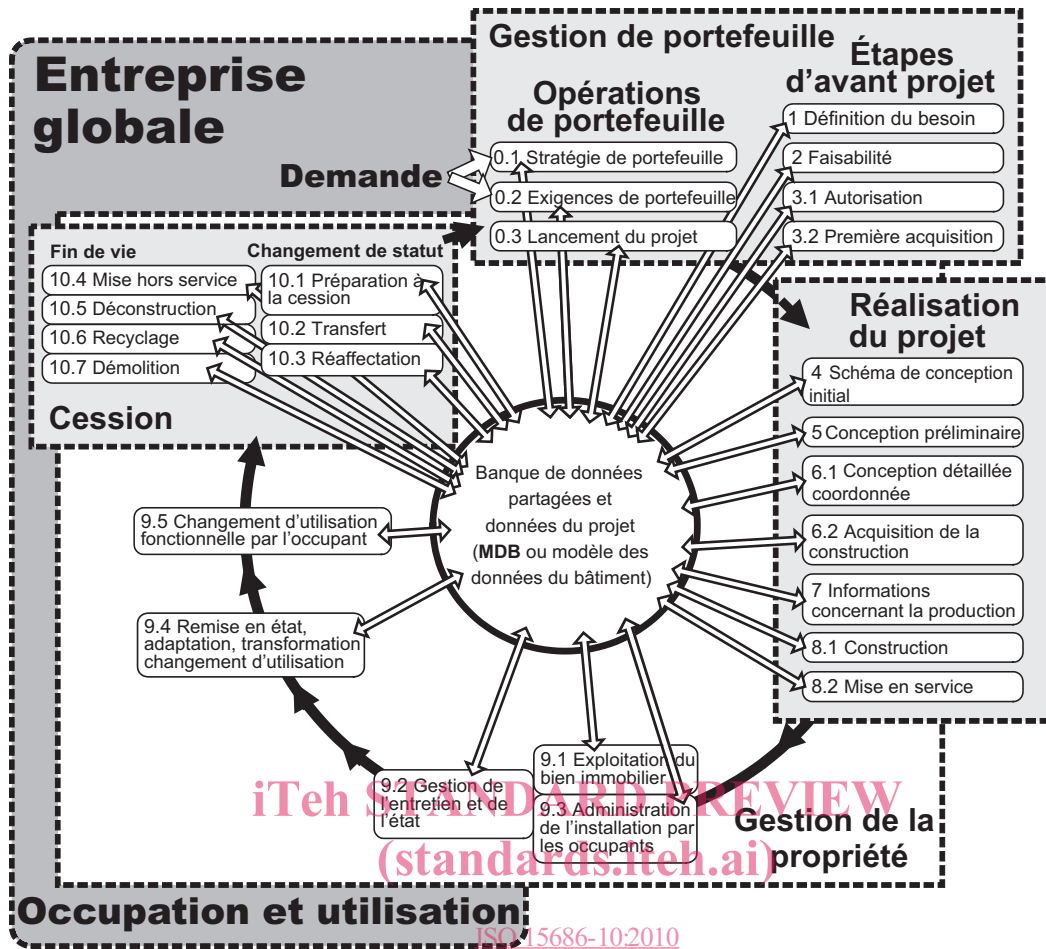 Entreprise
globale
Demande
Gestion de portefeuille
Opérations
de portefeuille
0.1 Stratégie de portefeuille
0.2 Exigences de portefeuille
0.3 Lancement du projet
Étapes
d'avant projet
1 Définition du besoin
2 Faisabilité
3.1 Autorisation
3.2 Première acquisition
Fin de vie
10.4 Mise hors service
10.5 Déconstruction
10.6 Recyclage
10.7 Démolition
Changement de statut
10.1 Préparation à
la cession
10.2 Transfert
10.3 Réaffectation
Cession
Réalisation
du projet
4 Schéma de conception
initial
5 Conception préliminaire
6.1 Conception détaillée
coordonnée
6.2 Acquisition de la
construction
7 Informations
concernant la production
8.1 Construction
8.2 Mise en service
Banque de données
partagées et
données du projet
(MDB ou modèle des
données du bâtiment)
9.5 Changement d'utilisation
fonctionnelle par l'occupant
9.4 Remise en état,
adaptation, transformation
changement d'utilisation
9.2 Gestion de
l'entretien et de
l'état
9.1 Exploitation du
bien immobilier
9.3 Administration
de l'installation par
les occupants
Gestion de la
propriété
Occupation et utilisation
iTeh STANDARD PREVIEW
(standards.iteh.ai)
ISO 15686-10:2010